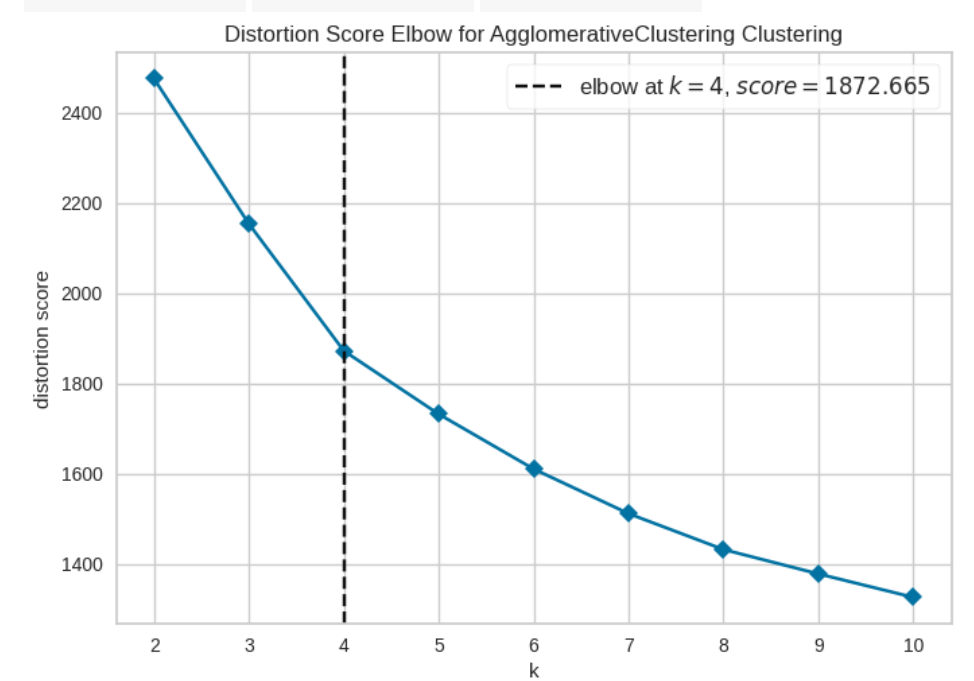 Distortion Score Elbow for AgglomerativeClustering Clustering
elbow at k = 4, score = 1872.665
distortion score
2400
2200
2000
1800
1600
1400
2 3 4 5 6 7 8 9 10
k